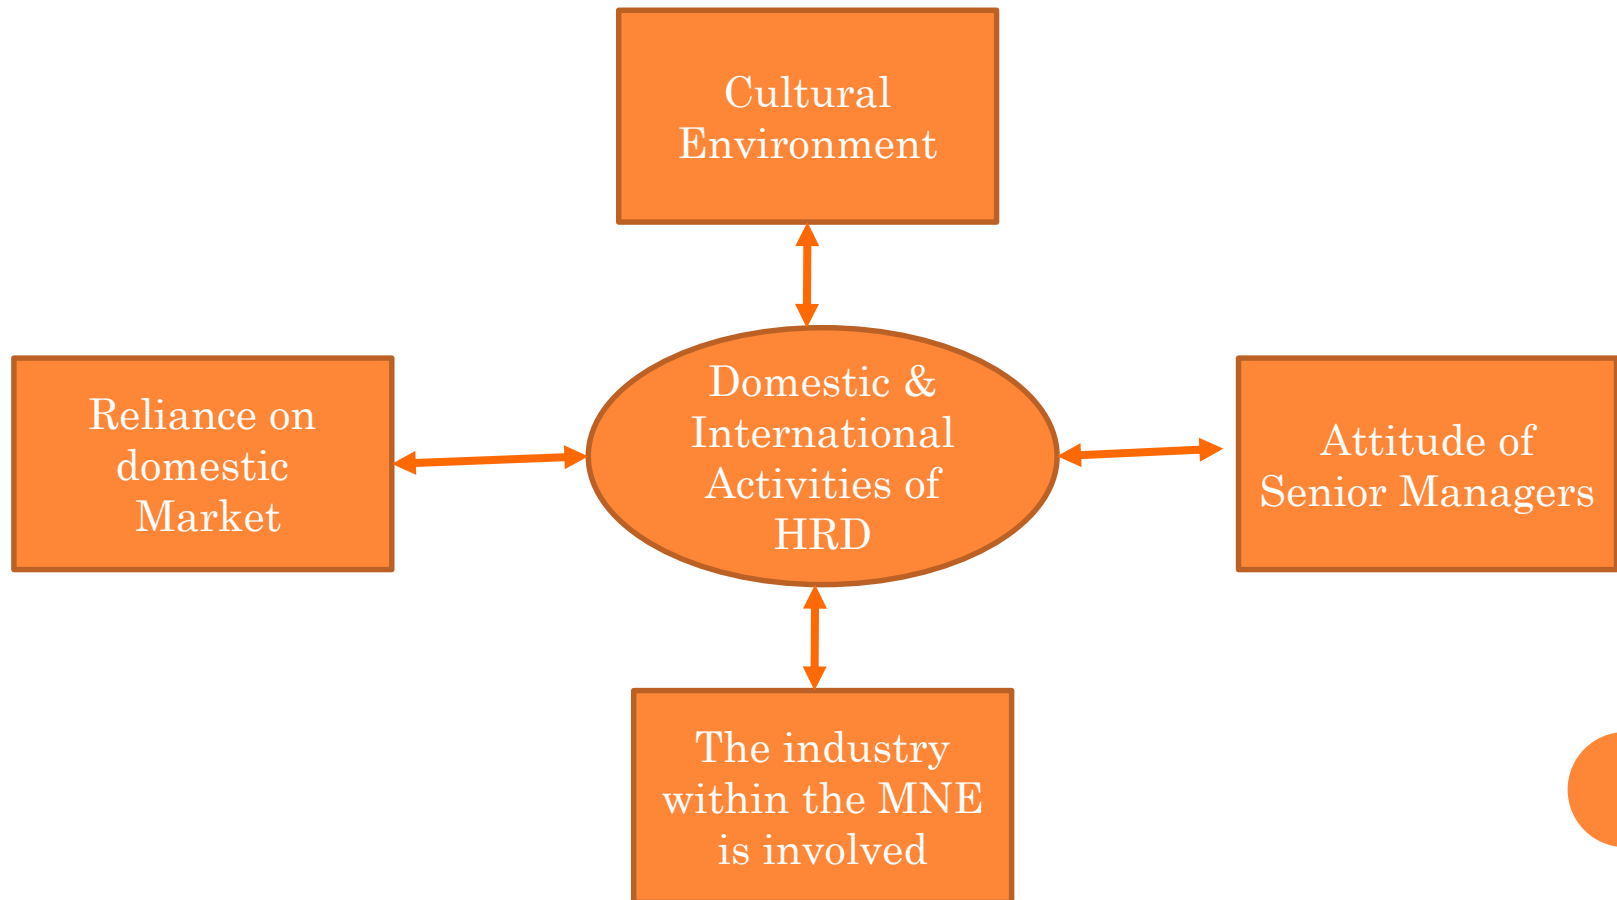 Cultural
Environment
Reliance on
domestic
Market
Domestic &
International
Activities of
HRD
Attitude of
Senior Managers
The industry
within the MNE
is involved